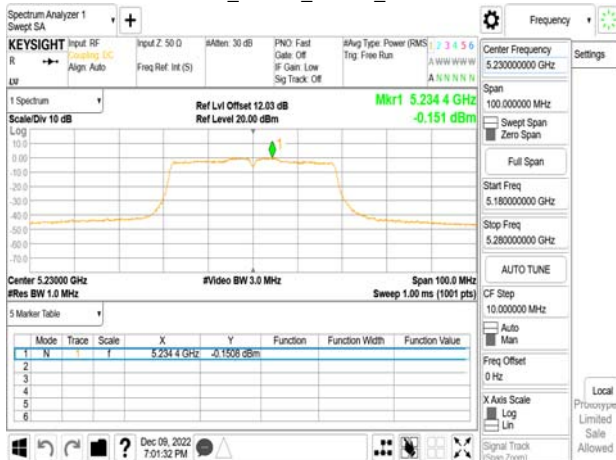 Spectrum Analyzer 1
Swept SA
Frequency
KEYSIGHT
R
LXI
Input: RF
Coupling: DC
Align: Auto
Input Z: 50 Ω
Freq Ref: Int (S)
#Atten: 30 dB
PNO: Fast
Gate: Off
IF Gain: Low
Sig Track: Off
#Avg Type: Power (RMS
Trig: Free Run
1 2 3 4 5 6
A W W W W W
A N N N N N
1 Spectrum
Scale/Div 10 dB
Ref Lvl Offset 12.03 dB
Ref Level 20.00 dBm
Mkr1 5.234 4 GHz
-0.151 dBm
Log
10.0
0.00
-10.0
-20.0
-30.0
-40.0
-50.0
-60.0
-70.0
1
Center 5.23000 GHz
#Res BW 1.0 MHz
#Video BW 3.0 MHz
Span 100.0 MHz
Sweep 1.00 ms (1001 pts)
5 Marker Table
Mode Trace Scale X Y Function Function Width Function Value
1 N 1 f 5.234 4 GHz -0.1508 dBm
2
3
4
5
6
Dec 09, 2022
7:01:32 PM
Center Frequency
5.230000000 GHz
Settings
Span
100.000000 MHz
Swept Span
Zero Span
Full Span
Start Freq
5.180000000 GHz
Stop Freq
5.280000000 GHz
AUTO TUNE
CF Step
10.000000 MHz
Auto
Man
Freq Offset
0 Hz
X Axis Scale
Log
Lin
Signal Track
(Span Zoom)
Local
Prototype
Limited
Sale
Allowed